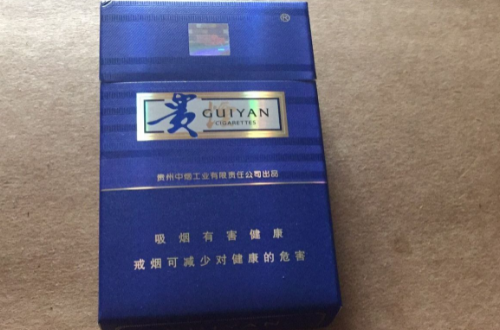 ®
贵
GUIYAN
CIGARETTES
贵州中烟工业有限责任公司出品
吸烟有害健康
戒烟可减少对健康的危害